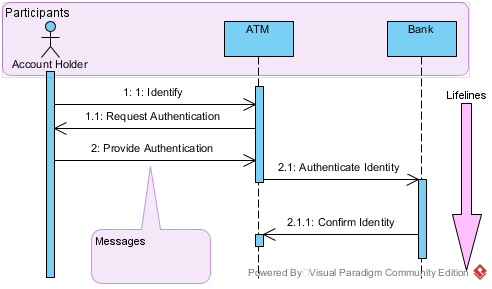 Participants
ATM
Bank
Account Holder
Lifelines
1: 1: Identify
1.1: Request Authentication
2: Provide Authentication
2.1: Authenticate Identity
2.1.1: Confirm Identity
Messages
Powered By Visual Paradigm Community Edition